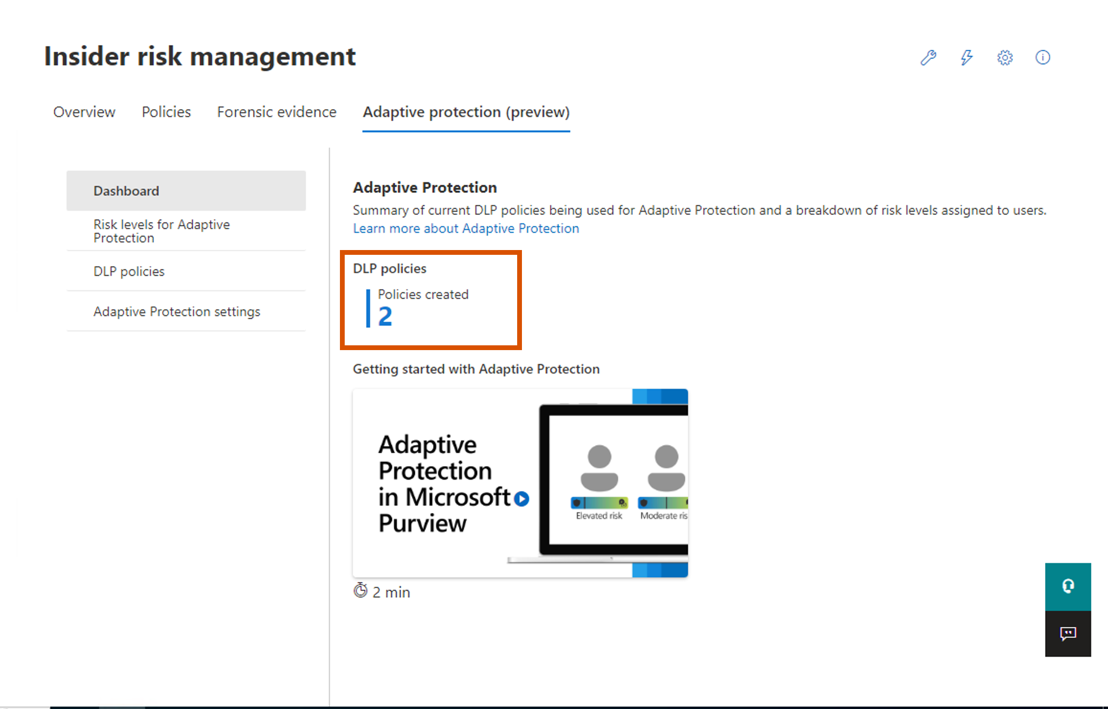 Insider risk management
Overview
Policies
Forensic evidence
Adaptive protection (preview)
Dashboard
Risk levels for Adaptive
Protection
DLP policies
Adaptive Protection settings
Adaptive Protection
Summary of current DLP policies being used for Adaptive Protection and a breakdown of risk levels assigned to users.
Learn more about Adaptive Protection
DLP policies
Policies created
2
Getting started with Adaptive Protection
Adaptive
Protection
in Microsoft
Purview
Elevated risk
Moderate ris
2 min